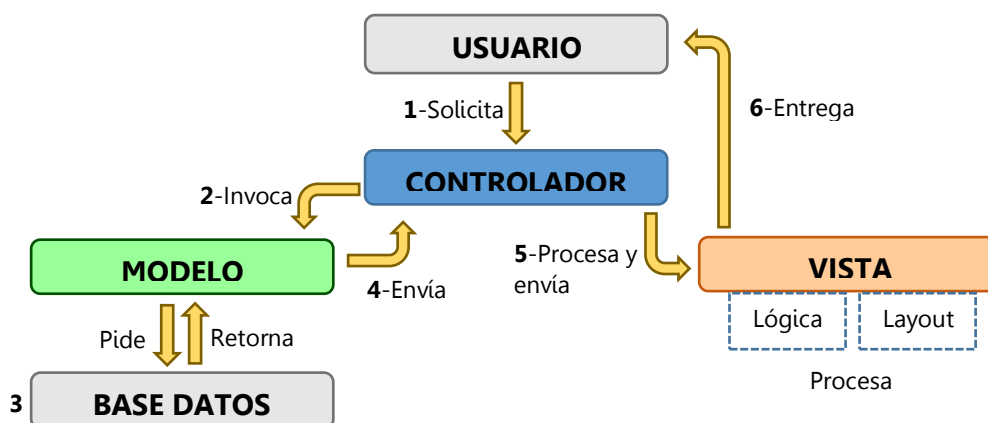 USUARIO
1-Solicita
6-Entrega
CONTROLADOR
2-Invoca
MODELO
4-Envía
5-Procesa y
envía
VISTA
Lógica
Layout
Procesa
Pide
Retorna
3
BASE DATOS